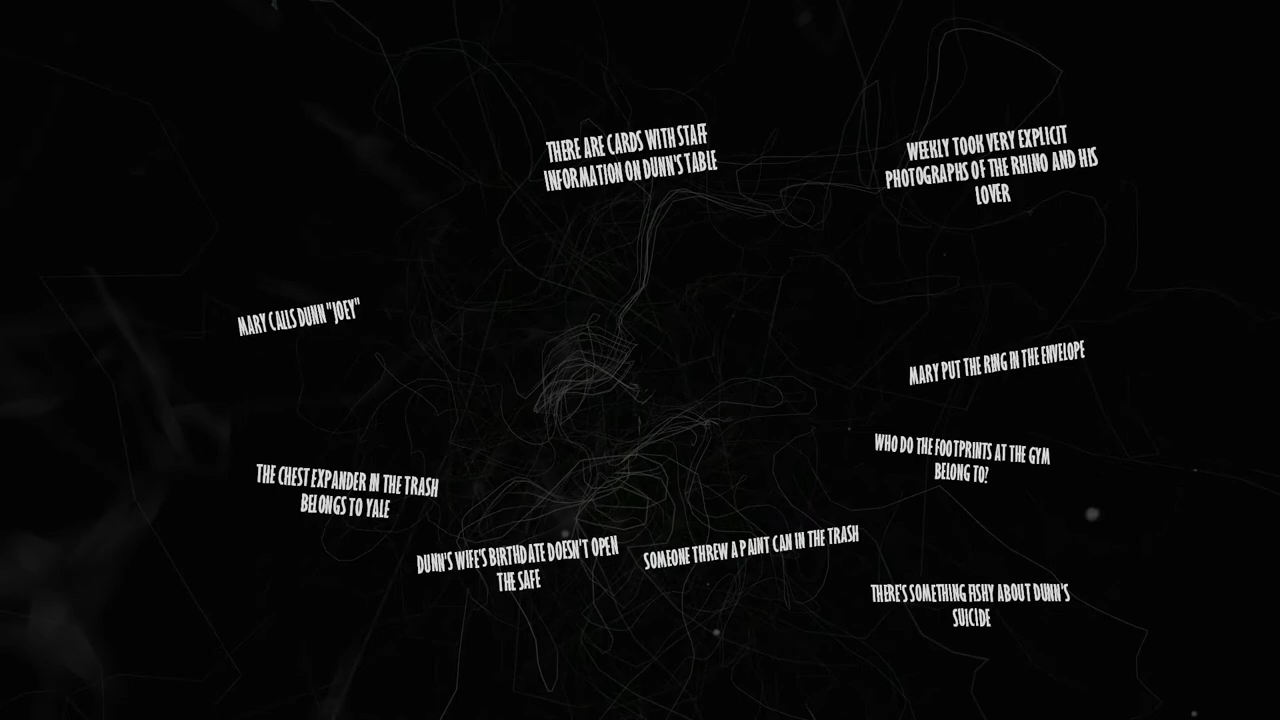 THERE ARE CARDS WITH STAFF
INFORMATION ON DUNN'S TABLE
WEEKLY TOOK VERY EXPLICIT
PHOTOGRAPHS OF THE RHINO AND HIS
LOVER
MARY CALLS DUNN "JOEY"
MARY PUT THE RING IN THE ENVELOPE
WHO DO THE FOOTPRINTS AT THE GYM
BELONG TO?
THE CHEST EXPANDER IN THE TRASH
BELONGS TO YALE
DUNN'S WIFE'S BIRTHDATE DOESN'T OPEN
THE SAFE
SOMEONE THREW A PAINT CAN IN THE TRASH
THERE'S SOMETHING FISHY ABOUT DUNN'S
SUICIDE